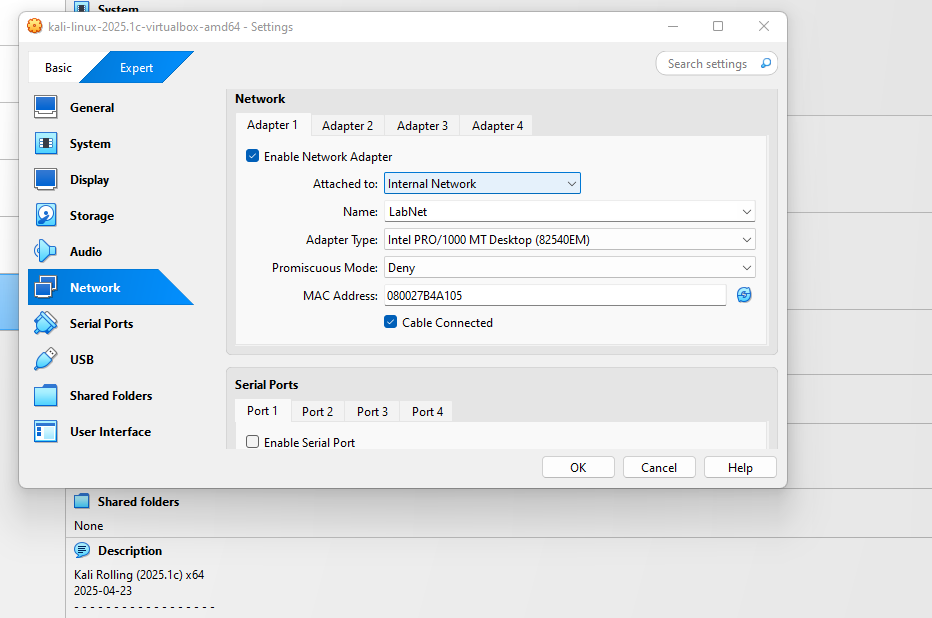 System
kali-linux-2025.1c-virtualbox-amd64 - Settings
Basic
Expert
Search settings
General
System
Display
Storage
Audio
Network
Serial Ports
USB
Shared Folders
User Interface
Network
Adapter 1
Adapter 2
Adapter 3
Adapter 4
Enable Network Adapter
Attached to: Internal Network
Name: LabNet
Adapter Type: Intel PRO/1000 MT Desktop (82540EM)
Promiscuous Mode: Deny
MAC Address: 080027B4A105
Cable Connected
Serial Ports
Port 1
Port 2
Port 3
Port 4
Enable Serial Port
OK
Cancel
Help
Shared folders
None
Description
Kali Rolling (2025.1c) x64
2025-04-23
- - - - - - - - - - - - - - - - - -